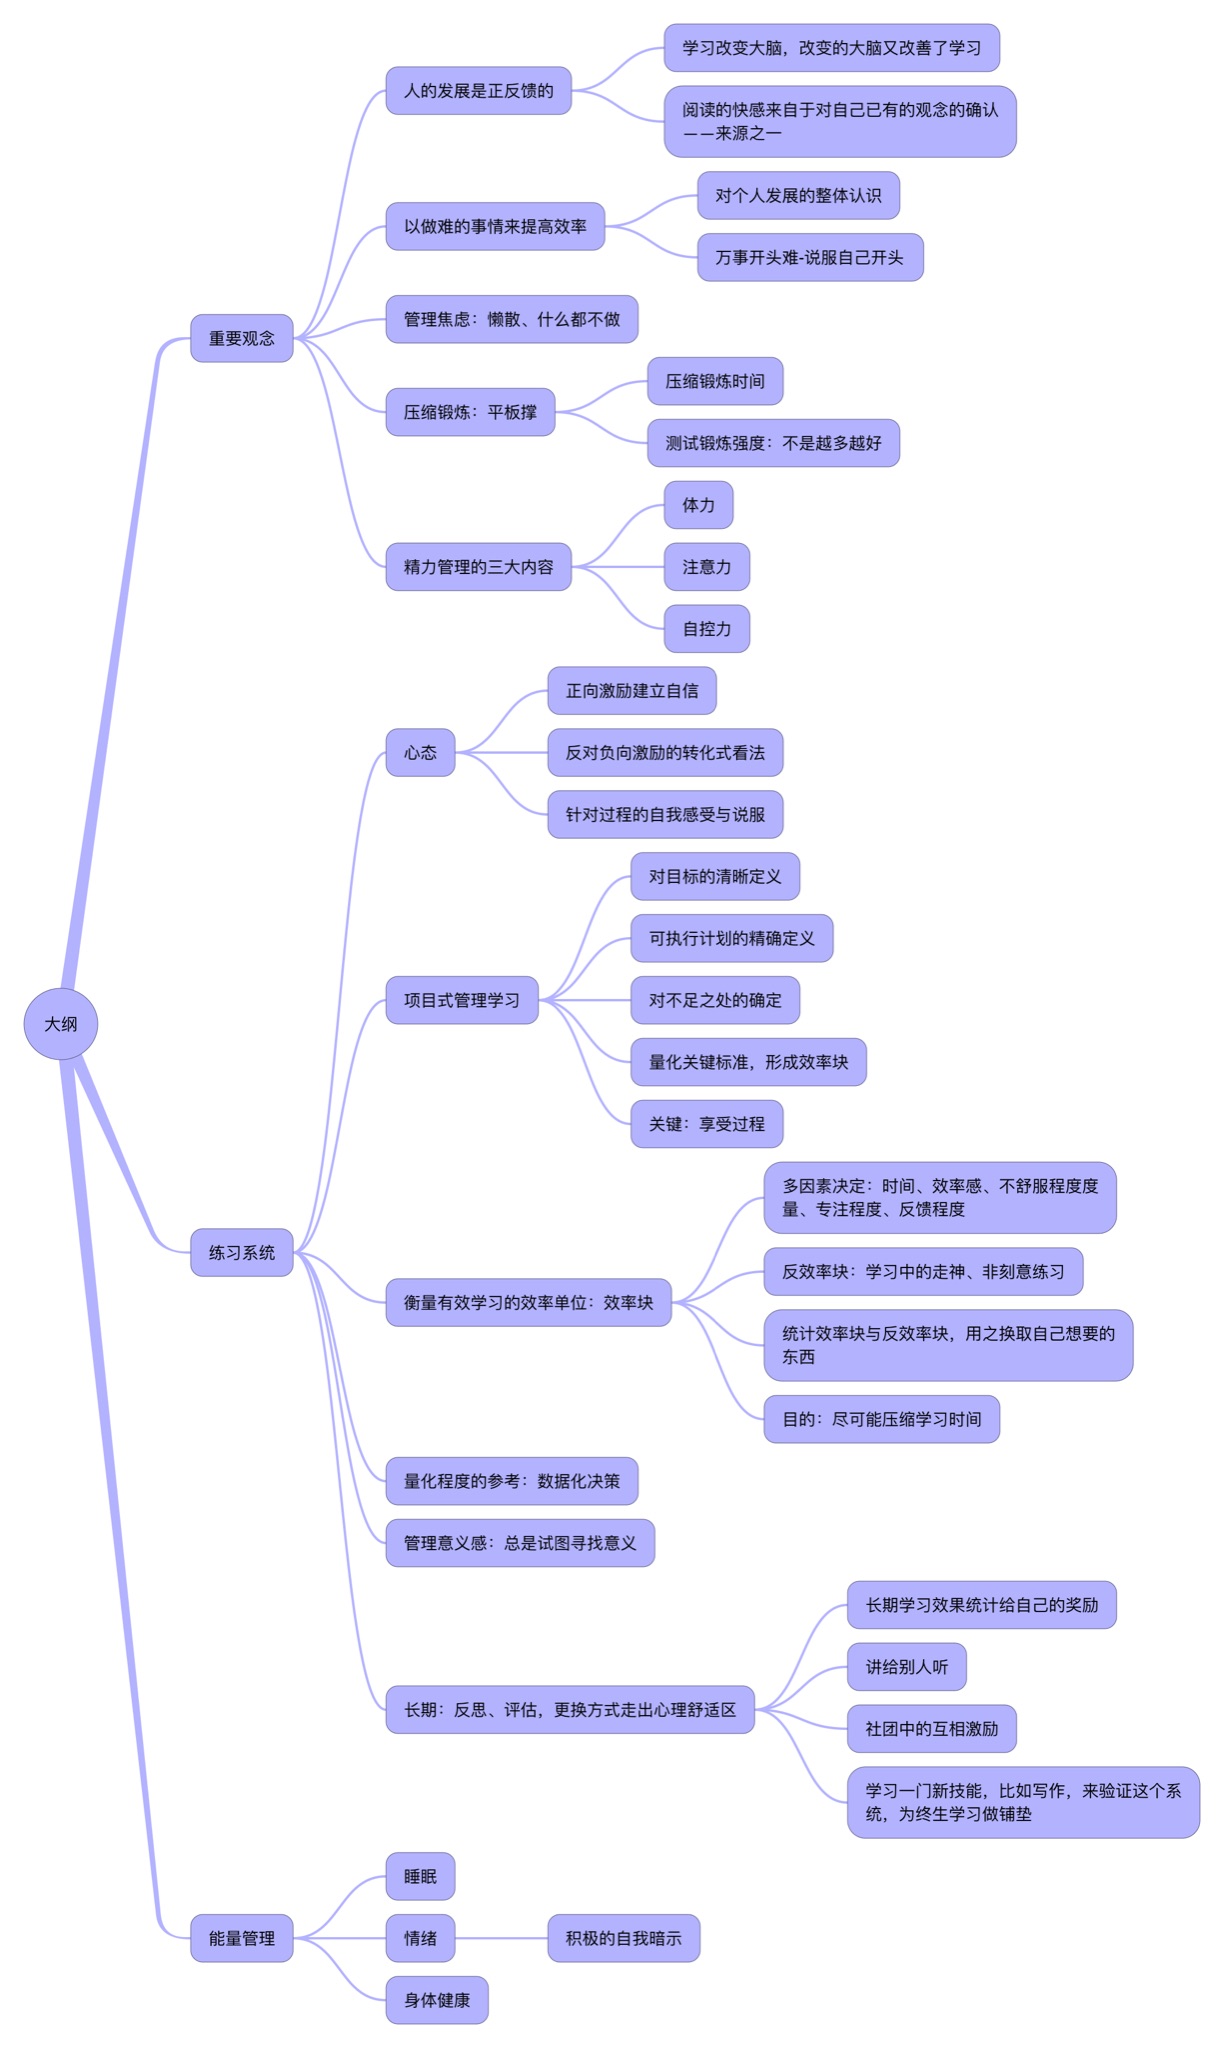 大纲
重要观念
人的发展是正反馈的
学习改变大脑，改变的大脑又改善了学习
阅读的快感来自于对自己已有的观念的确认
——来源之一
以做难的事情来提高效率
对个人发展的整体认识
万事开头难-说服自己开头
管理焦虑：懒散、什么都不做
压缩锻炼：平板撑
压缩锻炼时间
测试锻炼强度：不是越多越好
精力管理的三大内容
体力
注意力
自控力
练习系统
心态
正向激励建立自信
反对负向激励的转化式看法
针对过程的自我感受与说服
项目式管理学习
对目标的清晰定义
可执行计划的精确定义
对不足之处的确定
量化关键标准，形成效率块
关键：享受过程
衡量有效学习的效率单位：效率块
多因素决定：时间、效率感、不舒服程度度
量、专注程度、反馈程度
反效率块：学习中的走神、非刻意练习
统计效率块与反效率块，用之换取自己想要的
东西
目的：尽可能压缩学习时间
量化程度的参考：数据化决策
管理意义感：总是试图寻找意义
长期：反思、评估，更换方式走出心理舒适区
长期学习效果统计给自己的奖励
讲给别人听
社团中的互相激励
学习一门新技能，比如写作，来验证这个系
统，为终生学习做铺垫
能量管理
睡眠
情绪
积极的自我暗示
身体健康